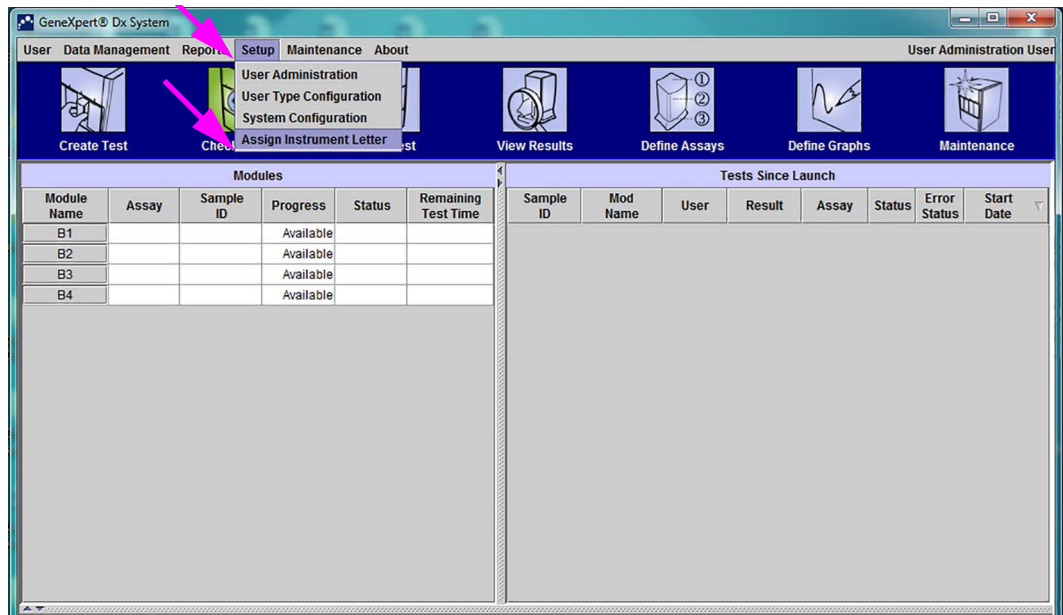 GeneXpert® Dx System
User Data Management Reports Setup Maintenance About User Administration User
User Administration
User Type Configuration
System Configuration
Assign Instrument Letter
Create Test View Results Define Assays Define Graphs Maintenance
Modules
Module Name Assay Sample ID Progress Status Remaining Test Time
B1 Available
B2 Available
B3 Available
B4 Available
Tests Since Launch
Sample ID Mod Name User Result Assay Status Error Status Start Date